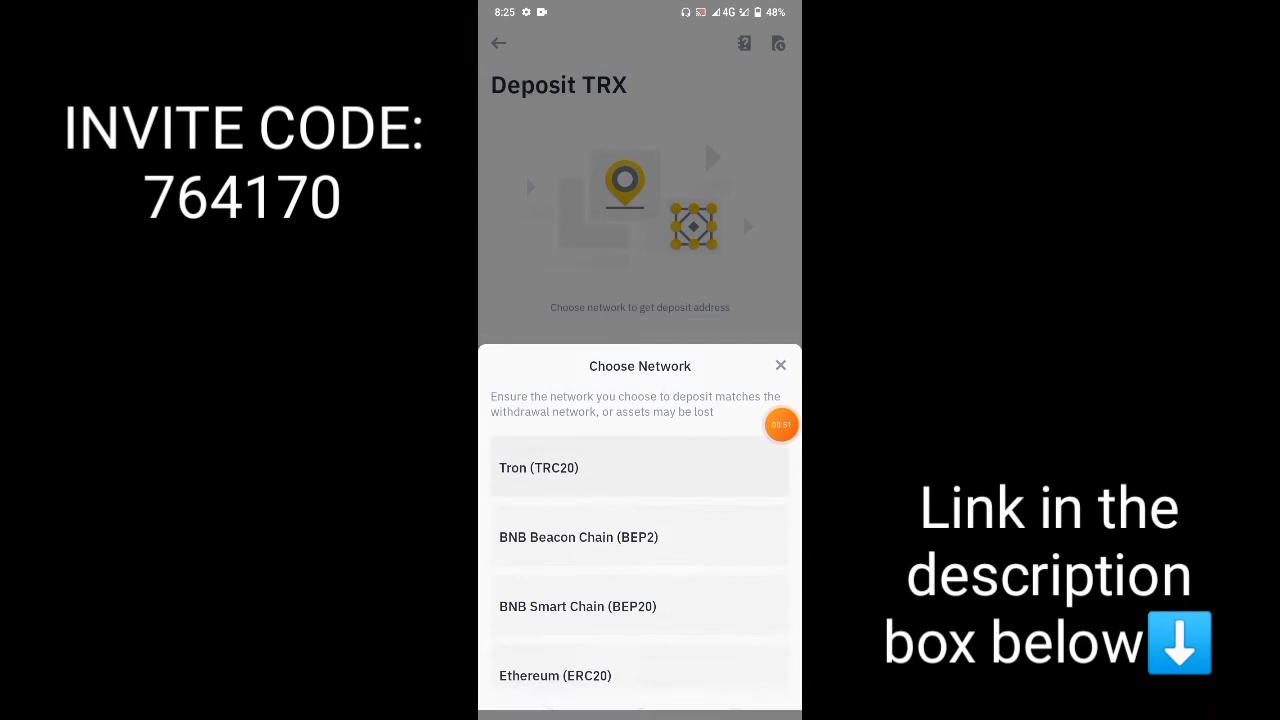 INVITE CODE:
764170
8:25
4G
48%
Deposit TRX
Choose network to get deposit address
Choose Network
Ensure the network you choose to deposit matches the
withdrawal network, or assets may be lost
00:51
Tron (TRC20)
BNB Beacon Chain (BEP2)
BNB Smart Chain (BEP20)
Ethereum (ERC20)
Link in the
description
box below⬇️